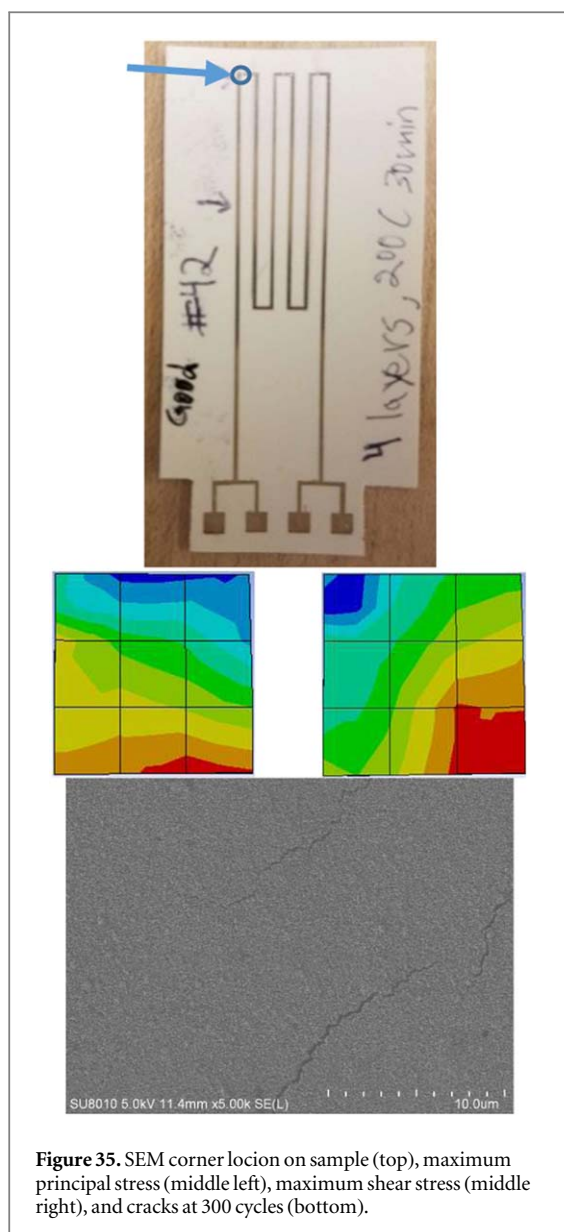 Good #42
4 layers, 200C 30min
SU8010 5.0kV 11.4mm x5.00k SE(L)
10.0um
Figure 35. SEM corner locion on sample (top), maximum
principal stress (middle left), maximum shear stress (middle
right), and cracks at 300 cycles (bottom).